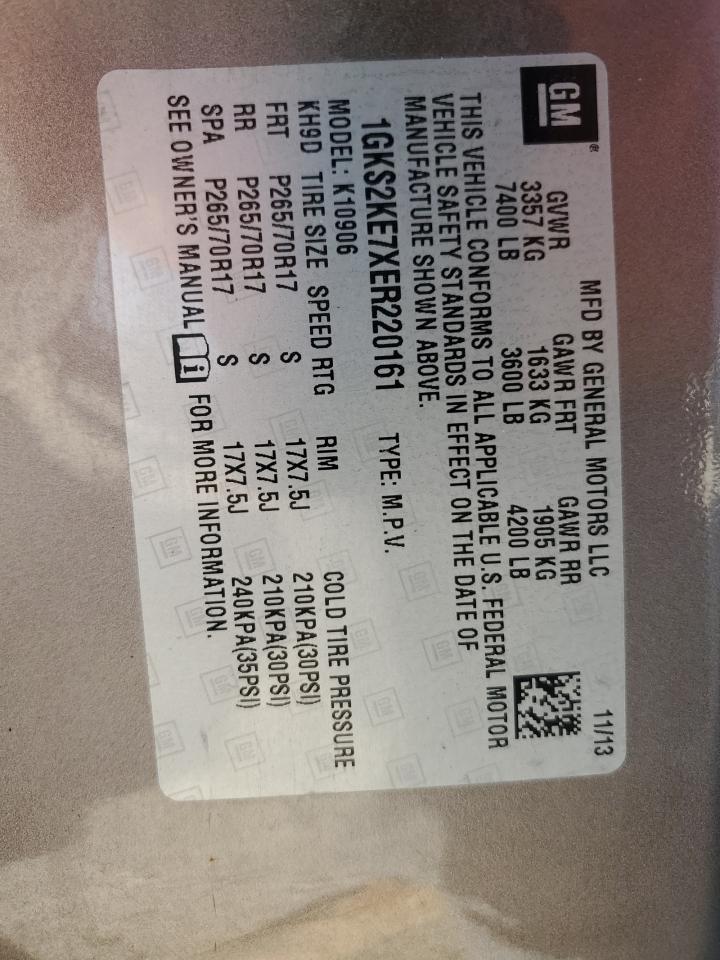 GM®
MFD BY GENERAL MOTORS LLC 11/13
GVWR GAWR FRT GAWR RR
3357 KG 1633 KG 1905 KG
7400 LB 3600 LB 4200 LB
THIS VEHICLE CONFORMS TO ALL APPLICABLE U.S. FEDERAL MOTOR
VEHICLE SAFETY STANDARDS IN EFFECT ON THE DATE OF
MANUFACTURE SHOWN ABOVE.
1GKS2KE7XER220161 TYPE: M.P.V.
MODEL: K10906
KH9D TIRE SIZE SPEED RTG RIM COLD TIRE PRESSURE
FRT P265/70R17 S 17X7.5J 210KPA(30PSI)
RR P265/70R17 S 17X7.5J 210KPA(30PSI)
SPA P265/70R17 S 17X7.5J 240KPA(35PSI)
SEE OWNER'S MANUAL i FOR MORE INFORMATION.